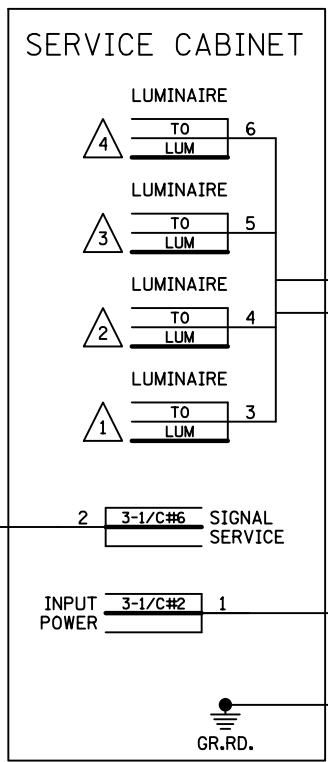 SERVICE CABINET
LUMINAIRE
4 TO 6
LUM
LUMINAIRE
3 TO 5
LUM
LUMINAIRE
2 TO 4
LUM
LUMINAIRE
1 TO 3
LUM
2 3-1/C#6 SIGNAL
SERVICE
INPUT 3-1/C#2 1
POWER
GR.RD.